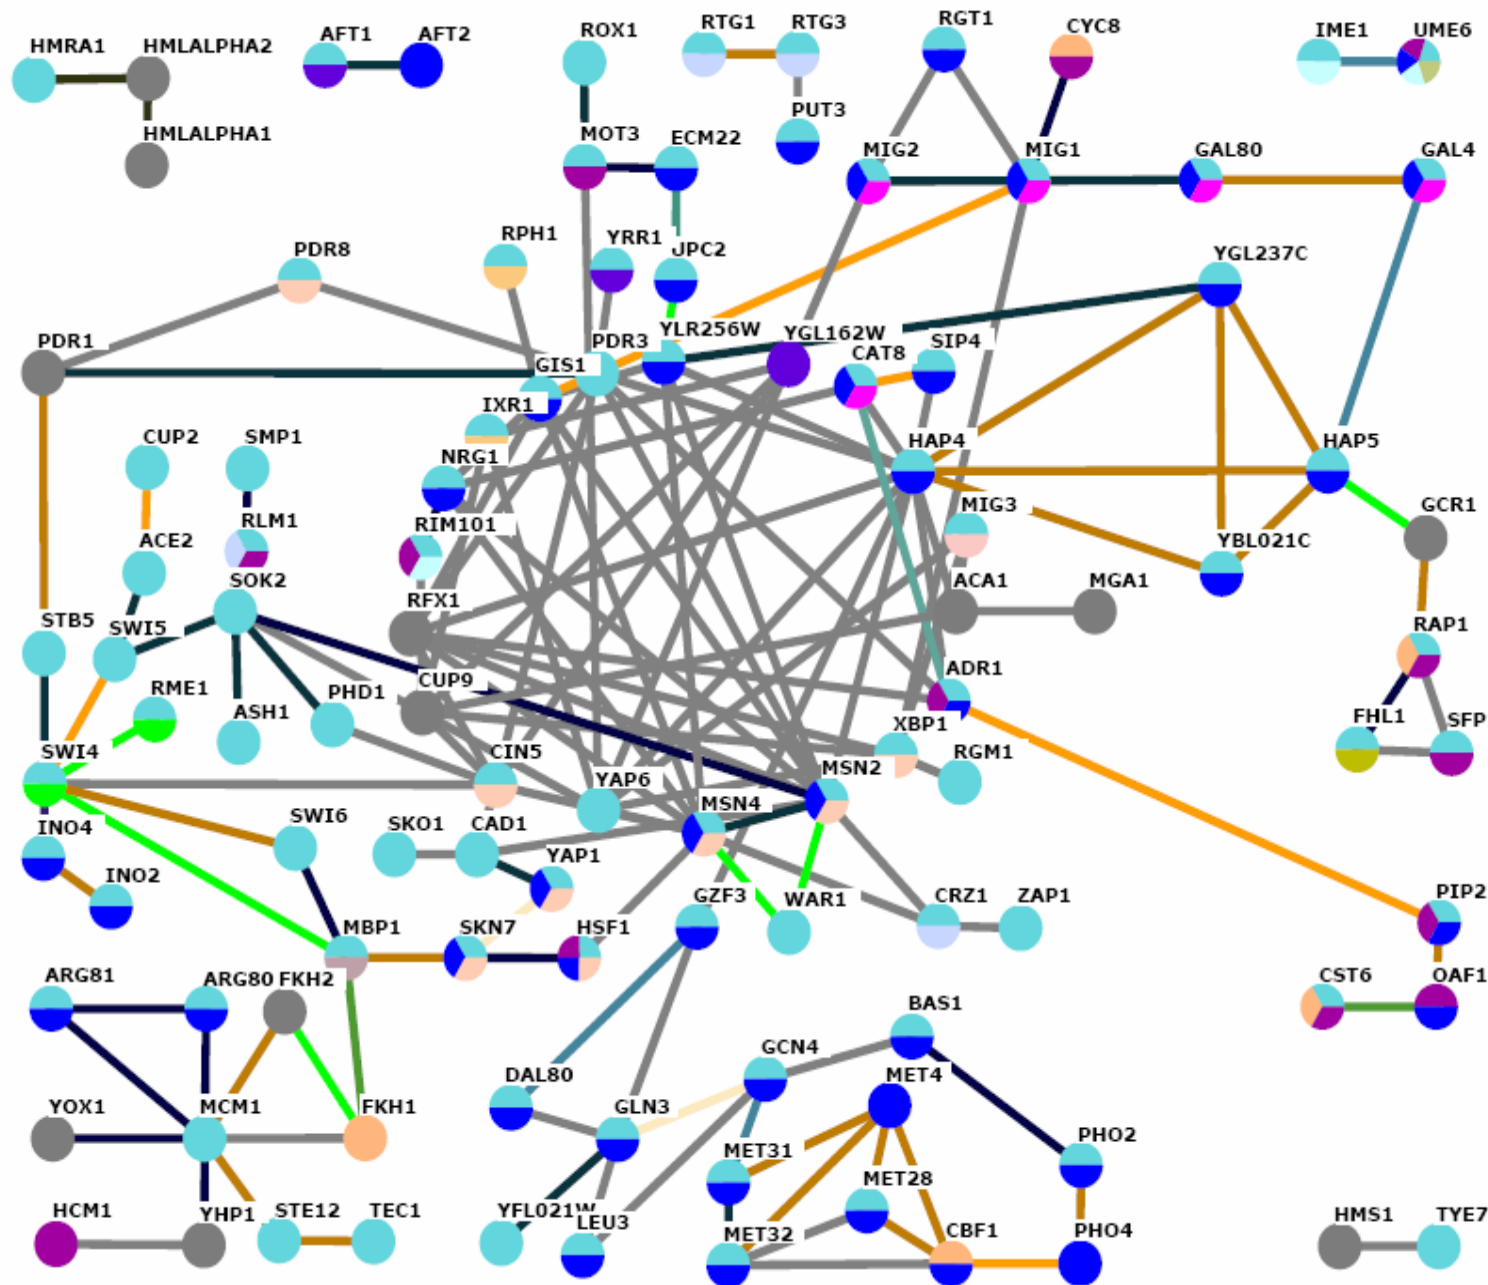 HMRA1
HMLALPHA2
HMLALPHA1
AFT1
AFT2
ROX1
RTG1
RTG3
RGT1
CYC8
IME1
UME6
PUT3
MOT3
ECM22
MIG2
MIG1
GAL80
GAL4
PDR8
RPH1
YRR1
UPC2
YGL237C
PDR1
PDR3
YLR256W
YGL162W
SIP4
GIS1
CAT8
IXR1
CUP2
SMP1
NRG1
HAP4
HAP5
RLM1
RIM101
MIG3
GCR1
ACE2
YBL021C
SOK2
RFX1
ACA1
MGA1
STB5
SWI5
RAP1
RME1
PHD1
CUP9
ADR1
ASH1
XBP1
FHL1
SFP
SWI4
CIN5
YAP6
MSN2
RGM1
MSN4
INO4
SWI6
SKO1
CAD1
YAP1
INO2
GZF3
WAR1
CRZ1
ZAP1
PIP2
MBP1
SKN7
HSF1
ARG81
ARG80
FKH2
CST6
OAF1
BAS1
GCN4
DAL80
MET4
YOX1
MCM1
FKH1
GLN3
PHO2
MET31
MET28
HCM1
YHP1
STE12
TEC1
YFL021W
LEU3
MET32
CBF1
PHO4
HMS1
TYE7